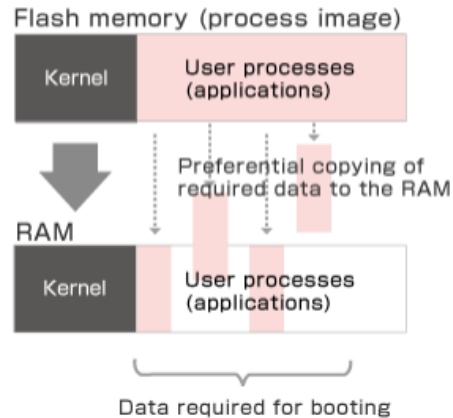 Flash memory (process image)
Kernel
User processes
(applications)
Preferential copying of
required data to the RAM
RAM
Kernel
User processes
(applications)
Data required for booting